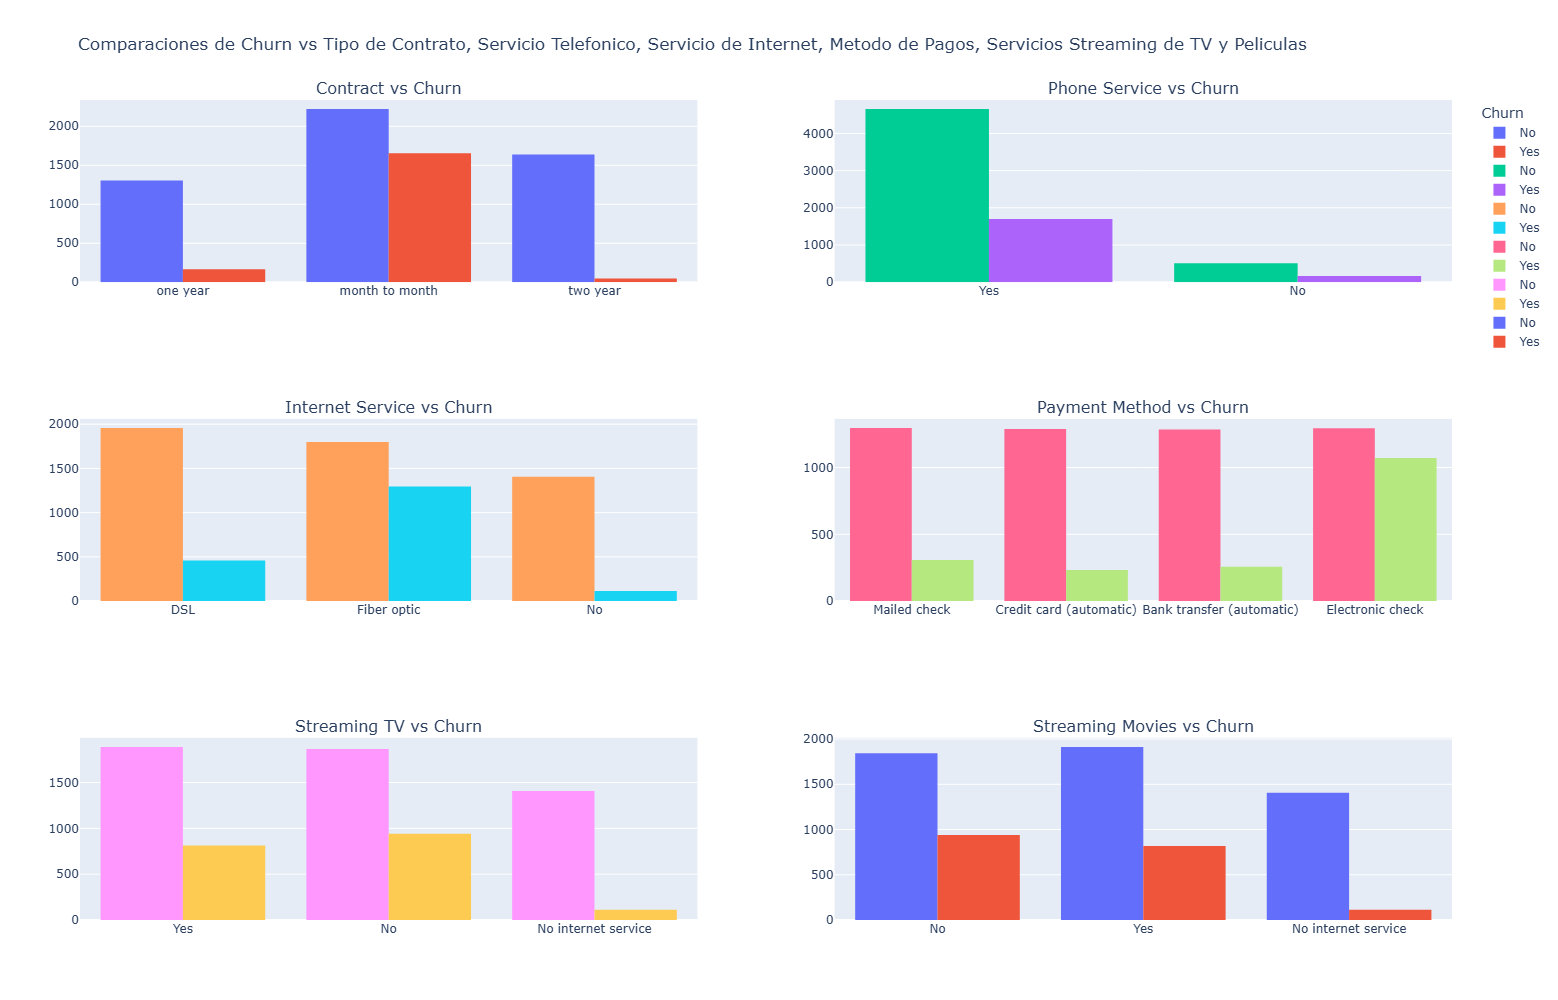 Comparaciones de Churn vs Tipo de Contrato, Servicio Telefonico, Servicio de Internet, Metodo de Pagos, Servicios Streaming de TV y Peliculas
Contract vs Churn
2000
1500
1000
500
0
one year
month to month
two year
Phone Service vs Churn
4000
3000
2000
1000
0
Yes
No
Churn
No
Yes
No
Yes
No
Yes
No
Yes
No
Yes
No
Yes
Internet Service vs Churn
2000
1500
1000
500
0
DSL
Fiber optic
No
Payment Method vs Churn
1000
500
0
Mailed check
Credit card (automatic)
Bank transfer (automatic)
Electronic check
Streaming TV vs Churn
1500
1000
500
0
Yes
No
No internet service
Streaming Movies vs Churn
2000
1500
1000
500
0
No
Yes
No internet service